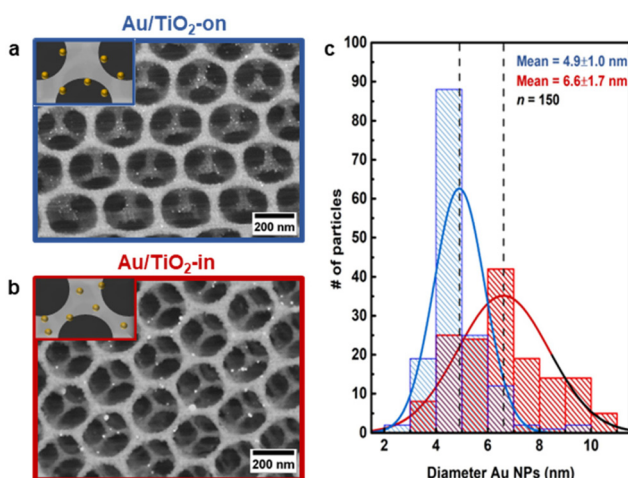 Au/TiO₂-on
a
200 nm
Au/TiO₂-in
b
200 nm
c
Mean = 4.9±1.0 nm
Mean = 6.6±1.7 nm
n = 150
# of particles
100
90
80
70
60
50
40
30
20
10
0
2 4 6 8 10
Diameter Au NPs (nm)